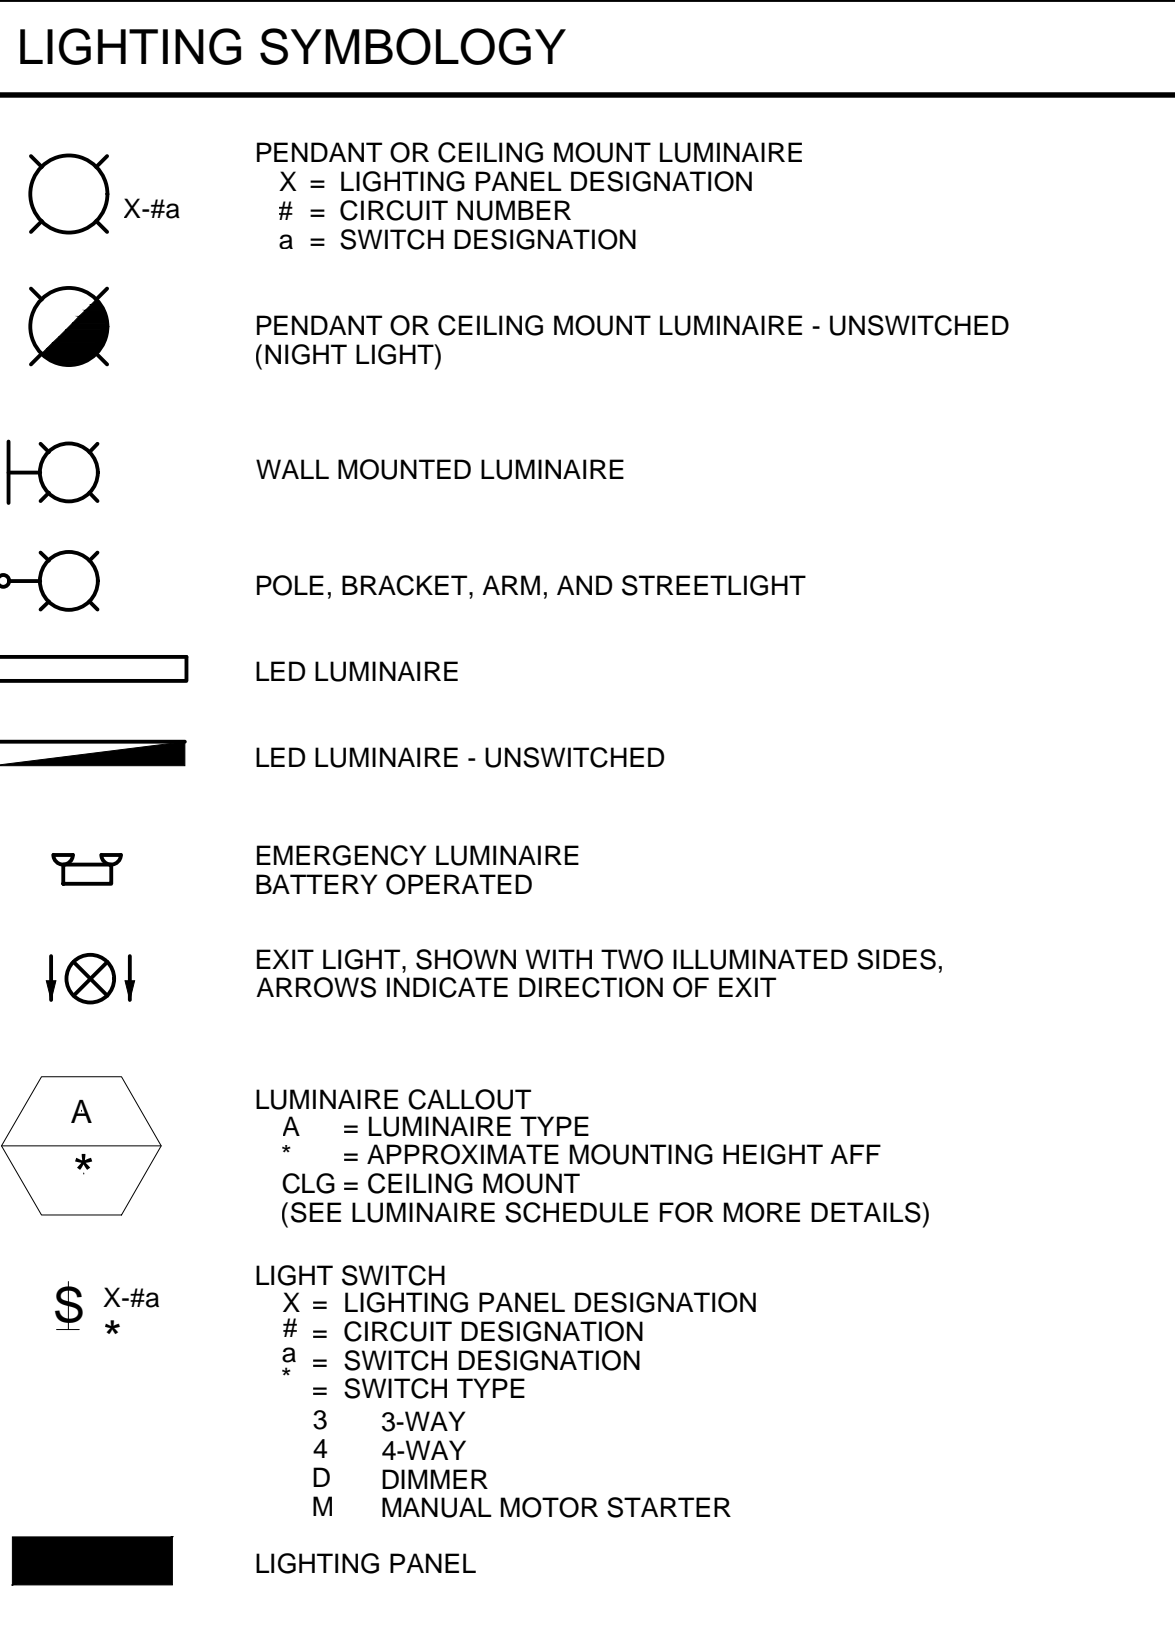 LIGHTING SYMBOLOGY
X-#a
PENDANT OR CEILING MOUNT LUMINAIRE
X = LIGHTING PANEL DESIGNATION
# = CIRCUIT NUMBER
a = SWITCH DESIGNATION
PENDANT OR CEILING MOUNT LUMINAIRE - UNSWITCHED
(NIGHT LIGHT)
WALL MOUNTED LUMINAIRE
POLE, BRACKET, ARM, AND STREETLIGHT
LED LUMINAIRE
LED LUMINAIRE - UNSWITCHED
EMERGENCY LUMINAIRE
BATTERY OPERATED
EXIT LIGHT, SHOWN WITH TWO ILLUMINATED SIDES,
ARROWS INDICATE DIRECTION OF EXIT
A
*
LUMINAIRE CALLOUT
A = LUMINAIRE TYPE
* = APPROXIMATE MOUNTING HEIGHT AFF
CLG = CEILING MOUNT
(SEE LUMINAIRE SCHEDULE FOR MORE DETAILS)
$ X-#a
*
LIGHT SWITCH
X = LIGHTING PANEL DESIGNATION
# = CIRCUIT DESIGNATION
a = SWITCH DESIGNATION
* = SWITCH TYPE
3 3-WAY
4 4-WAY
D DIMMER
M MANUAL MOTOR STARTER
LIGHTING PANEL